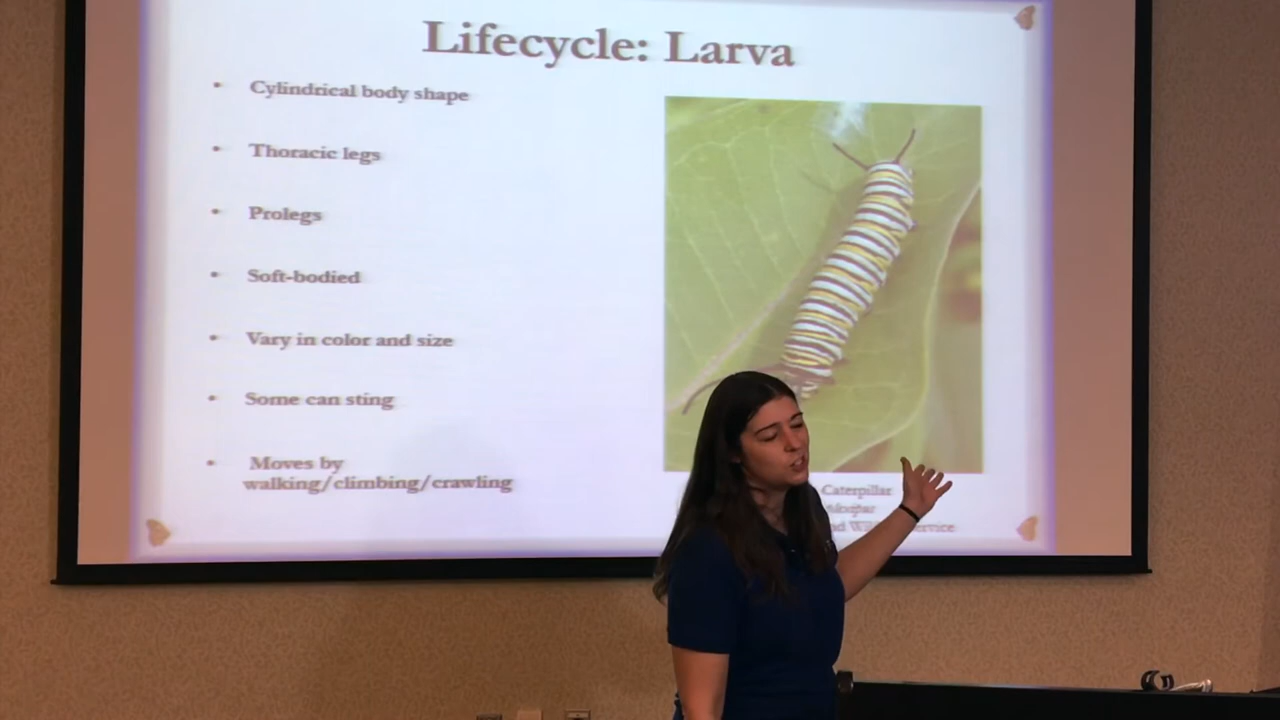 Lifecycle: Larva
• Cylindrical body shape
• Thoracic legs
• Prolegs
• Soft-bodied
• Vary in color and size
• Some can sting
• Moves by
walking/climbing/crawling
Caterpillar